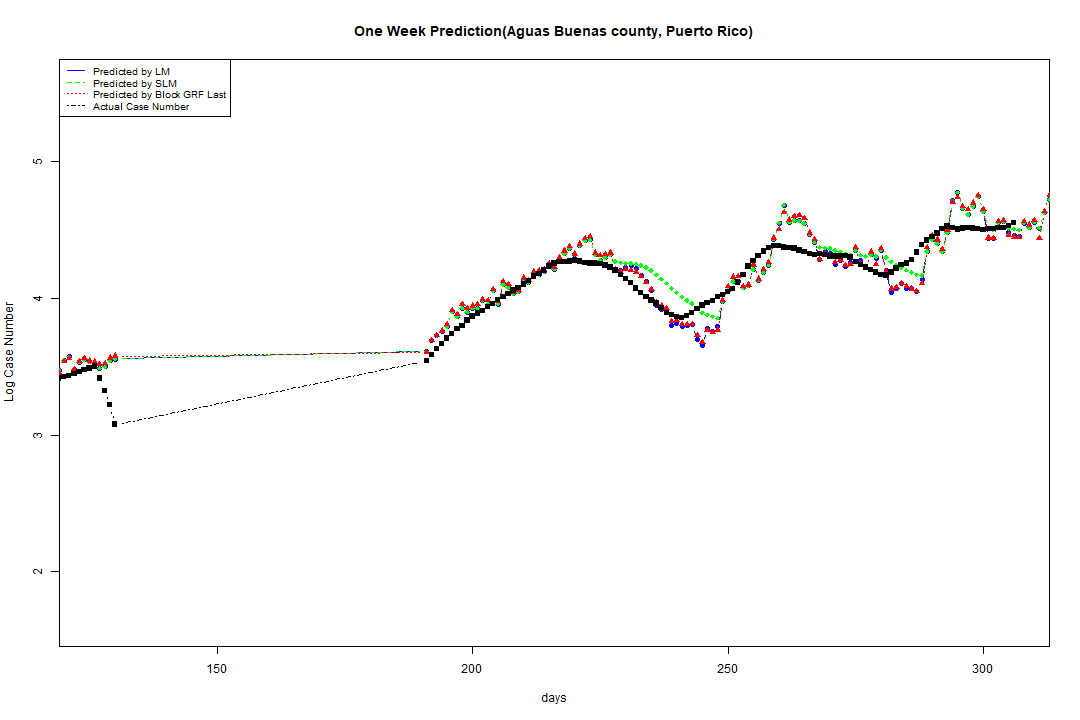 One Week Prediction(Aguas Buenas county, Puerto Rico)
Predicted by LM
Predicted by SLM
Predicted by Block GRF Last
Actual Case Number
5
4
3
2
Log Case Number
150 200 250 300
days